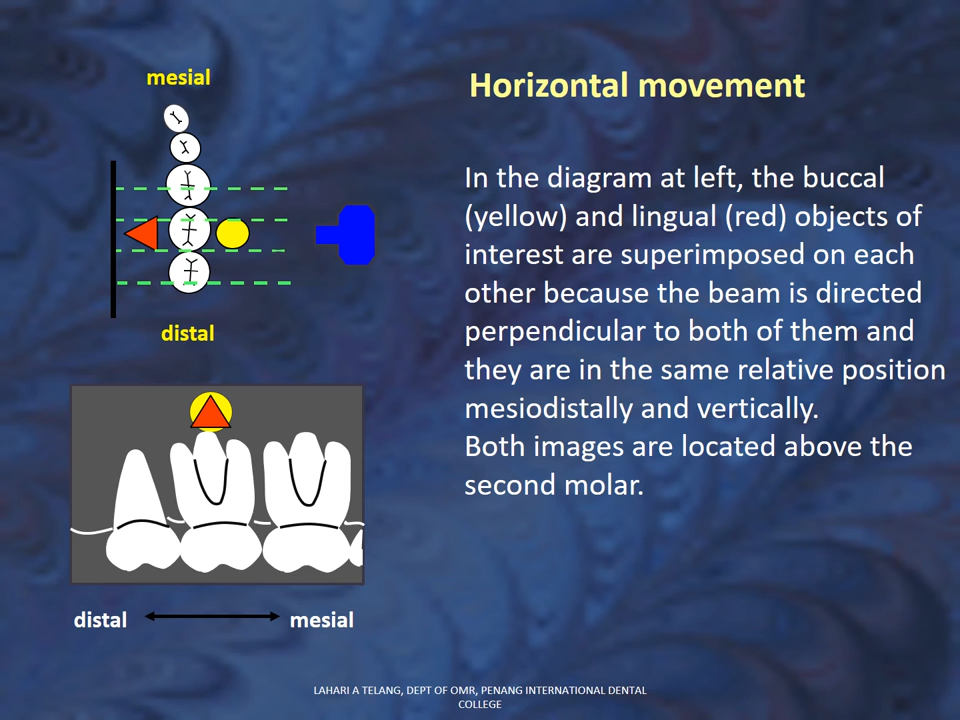 mesial
distal
distal
mesial
Horizontal movement
In the diagram at left, the buccal
(yellow) and lingual (red) objects of
interest are superimposed on each
other because the beam is directed
perpendicular to both of them and
they are in the same relative position
mesiodistally and vertically.
Both images are located above the
second molar.
LAHARI A TELANG, DEPT OF OMR, PENANG INTERNATIONAL DENTAL
COLLEGE